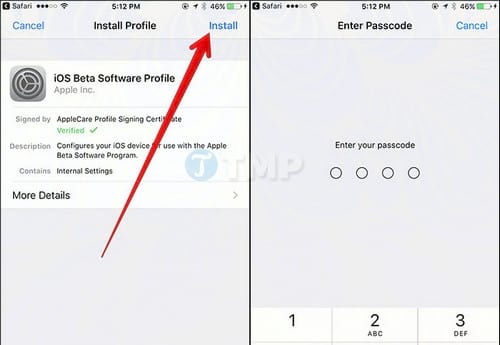 Safari 5:12 PM 46%
Cancel Install Profile Install
iOS Beta Software Profile
Apple Inc.
Signed by AppleCare Profile Signing Certificate
Verified
Description Configures your iOS device for use with the Apple
Beta Software Program.
Contains Internal Settings
More Details
TMP
Safari 5:12 PM 46%
Enter Passcode Cancel
Enter your passcode
1 2 3
ABC DEF